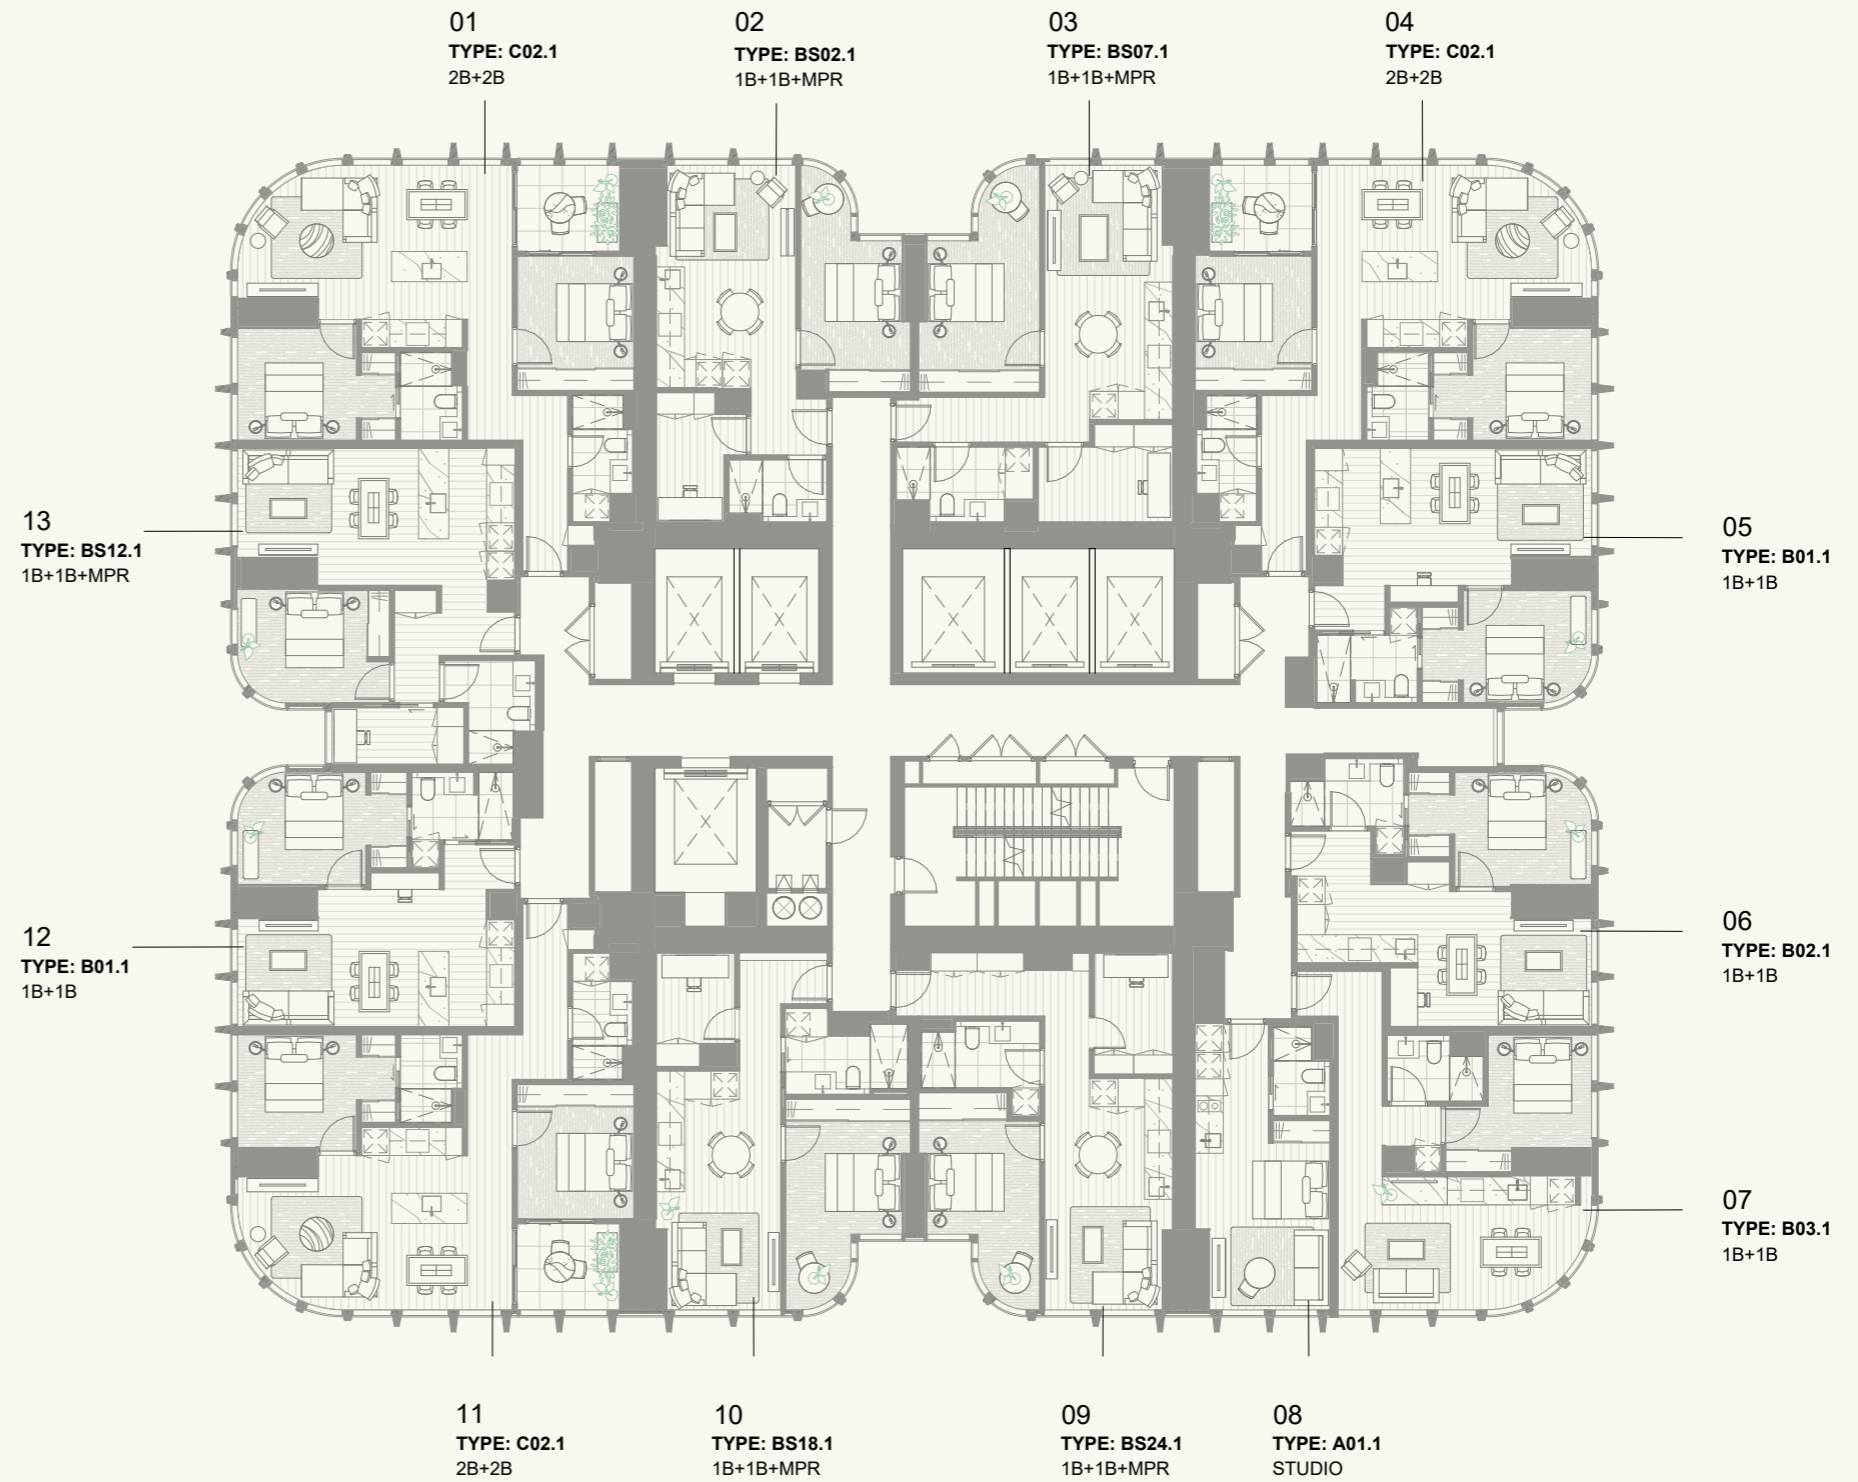 01
TYPE: C02.1
2B+2B
02
TYPE: BS02.1
1B+1B+MPR
03
TYPE: BS07.1
1B+1B+MPR
04
TYPE: C02.1
2B+2B
13
TYPE: BS12.1
1B+1B+MPR
05
TYPE: B01.1
1B+1B
12
TYPE: B01.1
1B+1B
06
TYPE: B02.1
1B+1B
07
TYPE: B03.1
1B+1B
11
TYPE: C02.1
2B+2B
10
TYPE: BS18.1
1B+1B+MPR
09
TYPE: BS24.1
1B+1B+MPR
08
TYPE: A01.1
STUDIO